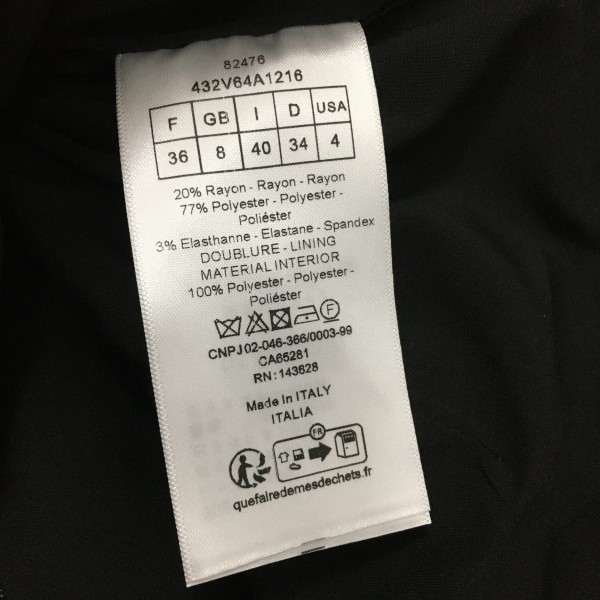 82476
432V64A1216
F GB I D USA
36 8 40 34 4
20% Rayon - Rayon - Rayon
77% Polyester - Polyester -
Poliéster
3% Elasthanne - Elastane - Spandex
DOUBLURE - LINING
MATERIAL INTERIOR
100% Polyester - Polyester -
Poliéster
F
CNPJ02-046-366/0003-99
CA65281
RN: 143628
Made in ITALY
ITALIA
FR
quefairedemesdechets.fr